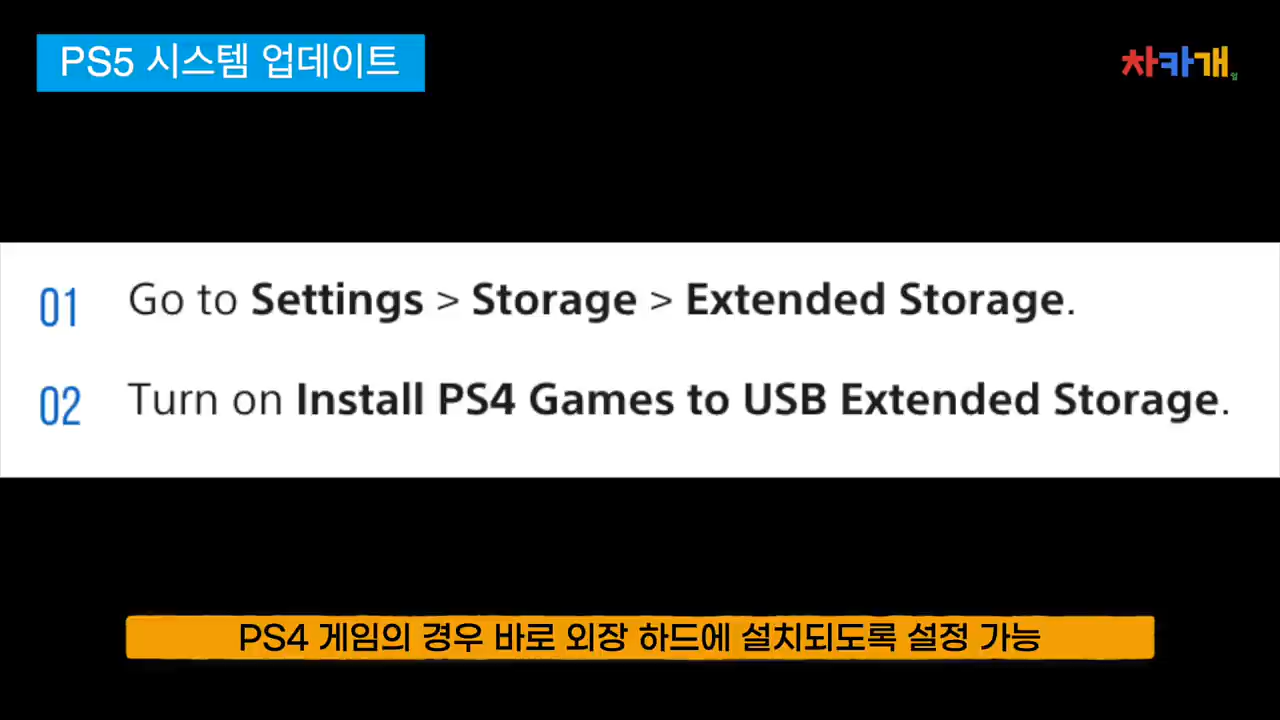 PS5 시스템 업데이트
차카개
01 Go to Settings > Storage > Extended Storage.
02 Turn on Install PS4 Games to USB Extended Storage.
PS4 게임의 경우 바로 외장 하드에 설치되도록 설정 가능